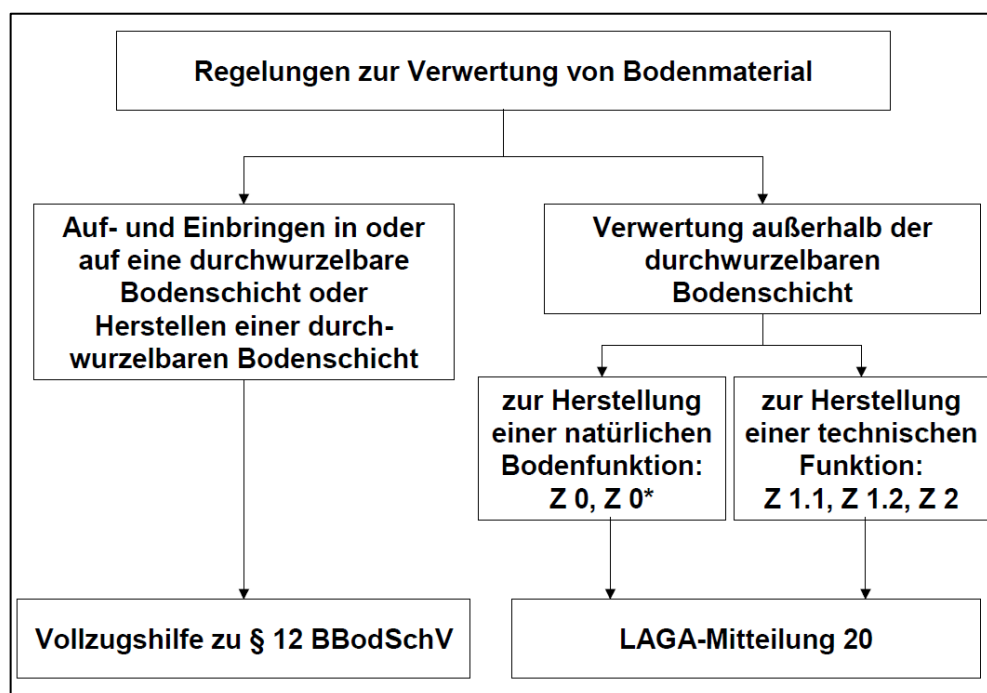 Regelungen zur Verwertung von Bodenmaterial
Auf- und Einbringen in oder
auf eine durchwurzelbare
Bodenschicht oder
Herstellen einer durch-
wurzelbaren Bodenschicht
Verwertung außerhalb der
durchwurzelbaren
Bodenschicht
zur Herstellung
einer natürlichen
Bodenfunktion:
Z 0, Z 0*
zur Herstellung
einer technischen
Funktion:
Z 1.1, Z 1.2, Z 2
Vollzugshilfe zu § 12 BBodSchV
LAGA-Mitteilung 20